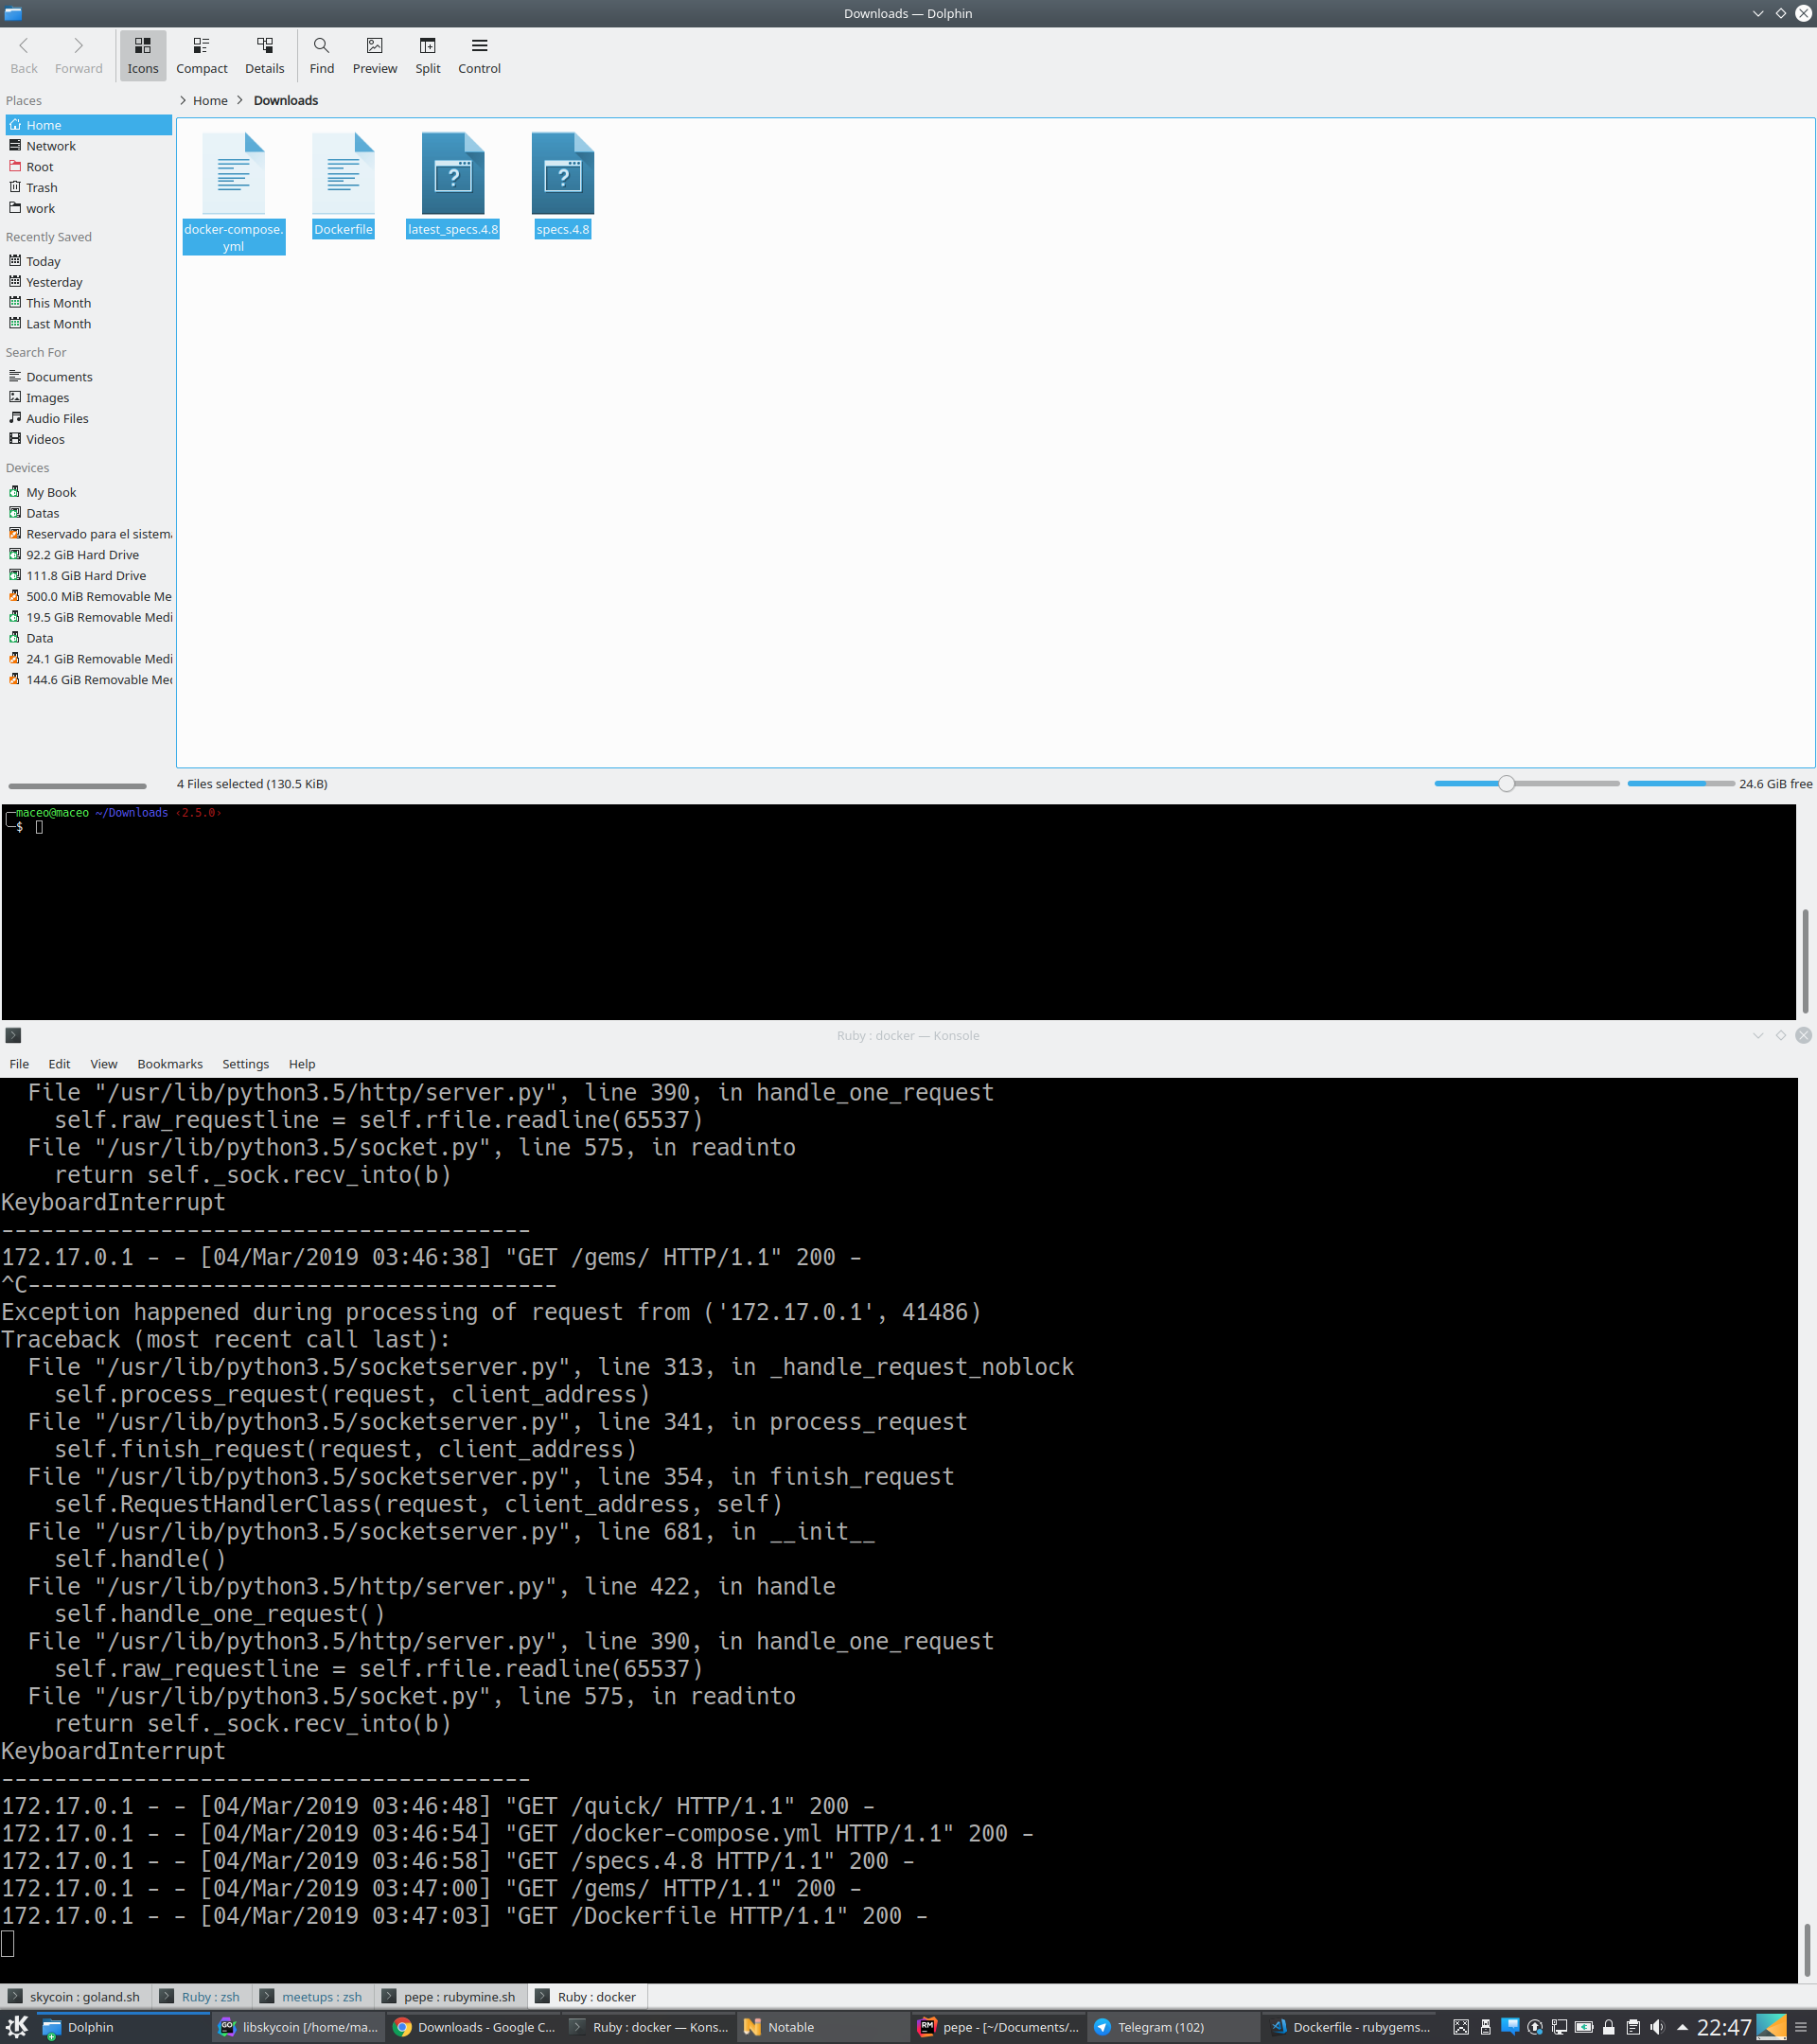 Downloads — Dolphin
Back
Forward
Icons
Compact
Details
Find
Preview
Split
Control
Places
Home
Network
Root
Trash
work
Recently Saved
Today
Yesterday
This Month
Last Month
Search For
Documents
Images
Audio Files
Videos
Devices
My Book
Datas
Reservado para el sistema
92.2 GiB Hard Drive
111.8 GiB Hard Drive
500.0 MiB Removable Me
19.5 GiB Removable Medi
Data
24.1 GiB Removable Medi
144.6 GiB Removable Med
> Home > Downloads
docker-compose.
yml
Dockerfile
latest_specs.4.8
specs.4.8
4 Files selected (130.5 KiB)
24.6 GiB free
maceo@maceo ~/Downloads ‹2.5.0›
$
Ruby : docker — Konsole
File Edit View Bookmarks Settings Help
  File "/usr/lib/python3.5/http/server.py", line 390, in handle_one_request
    self.raw_requestline = self.rfile.readline(65537)
  File "/usr/lib/python3.5/socket.py", line 575, in readinto
    return self._sock.recv_into(b)
KeyboardInterrupt
----------------------------------------
172.17.0.1 - - [04/Mar/2019 03:46:38] "GET /gems/ HTTP/1.1" 200 -
^C----------------------------------------
Exception happened during processing of request from ('172.17.0.1', 41486)
Traceback (most recent call last):
  File "/usr/lib/python3.5/socketserver.py", line 313, in _handle_request_noblock
    self.process_request(request, client_address)
  File "/usr/lib/python3.5/socketserver.py", line 341, in process_request
    self.finish_request(request, client_address)
  File "/usr/lib/python3.5/socketserver.py", line 354, in finish_request
    self.RequestHandlerClass(request, client_address, self)
  File "/usr/lib/python3.5/socketserver.py", line 681, in __init__
    self.handle()
  File "/usr/lib/python3.5/http/server.py", line 422, in handle
    self.handle_one_request()
  File "/usr/lib/python3.5/http/server.py", line 390, in handle_one_request
    self.raw_requestline = self.rfile.readline(65537)
  File "/usr/lib/python3.5/socket.py", line 575, in readinto
    return self._sock.recv_into(b)
KeyboardInterrupt
----------------------------------------
172.17.0.1 - - [04/Mar/2019 03:46:48] "GET /quick/ HTTP/1.1" 200 -
172.17.0.1 - - [04/Mar/2019 03:46:54] "GET /docker-compose.yml HTTP/1.1" 200 -
172.17.0.1 - - [04/Mar/2019 03:46:58] "GET /specs.4.8 HTTP/1.1" 200 -
172.17.0.1 - - [04/Mar/2019 03:47:00] "GET /gems/ HTTP/1.1" 200 -
172.17.0.1 - - [04/Mar/2019 03:47:03] "GET /Dockerfile HTTP/1.1" 200 -
skycoin : goland.sh
Ruby : zsh
meetups : zsh
pepe : rubymine.sh
Ruby : docker
Dolphin
libskycoin [/home/ma...
Downloads - Google C...
Ruby : docker — Kons...
Notable
pepe - [~/Documents/...
Telegram (102)
Dockerfile - rubygems...
22:47